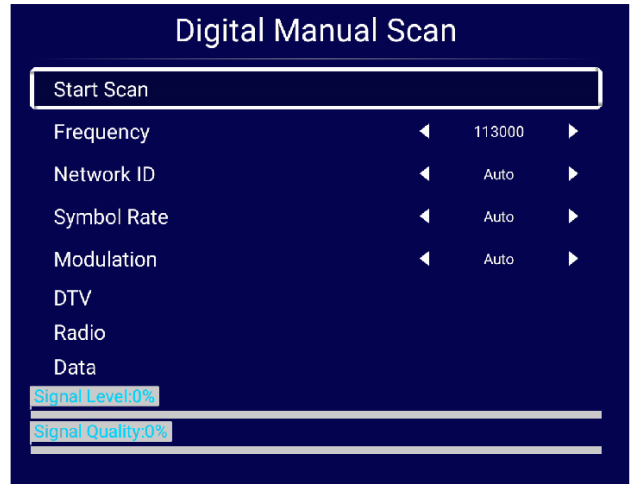 Digital Manual Scan
Start Scan
Frequency 113000
Network ID Auto
Symbol Rate Auto
Modulation Auto
DTV
Radio
Data
Signal Level:0%
Signal Quality:0%